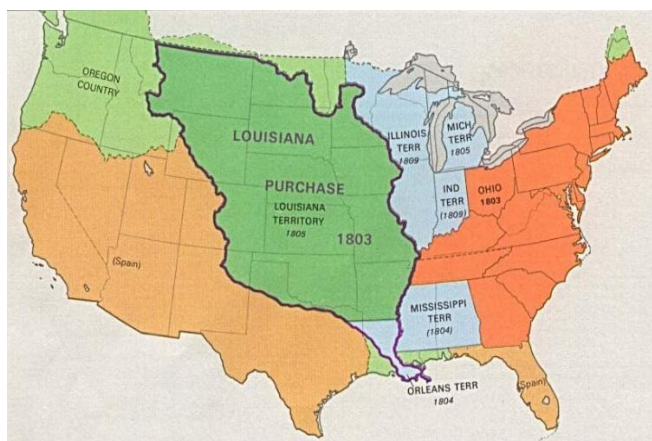 OREGON
COUNTRY
LOUISIANA
PURCHASE
LOUISIANA
TERRITORY
1805
1803
ILLINOIS
TERR
1809
MICH
TERR
1805
IND
TERR
(1809)
OHIO
1803
(Spain)
MISSISSIPPI
TERR
(1804)
ORLEANS TERR
1804
(Spain)